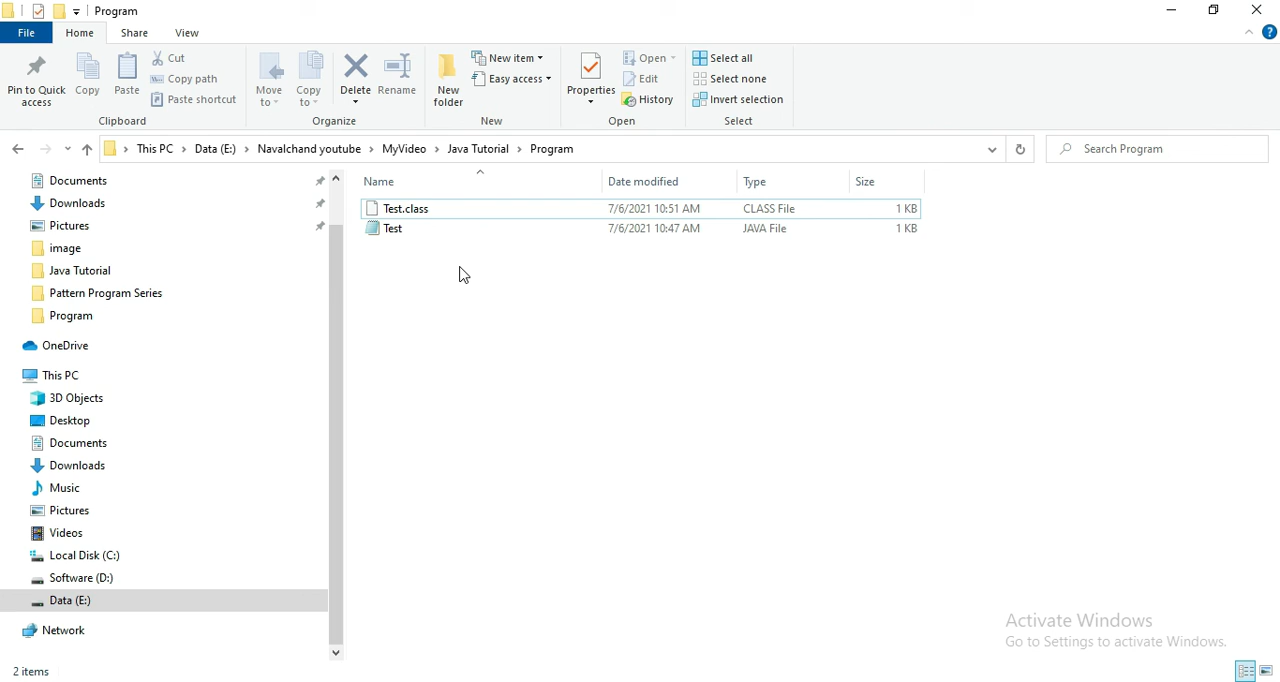 Program
File Home Share View
Pin to Quick access
Copy
Paste
Cut
Copy path
Paste shortcut
Clipboard
Move to
Copy to
Delete
Rename
Organize
New folder
New item
Easy access
New
Properties
Open
Edit
History
Open
Select all
Select none
Invert selection
Select
This PC > Data (E:) > Navalchand youtube > MyVideo > Java Tutorial > Program
Search Program
Documents
Downloads
Pictures
image
Java Tutorial
Pattern Program Series
Program
OneDrive
This PC
3D Objects
Desktop
Documents
Downloads
Music
Pictures
Videos
Local Disk (C:)
Software (D:)
Data (E:)
Network
Name Date modified Type Size
Test.class 7/6/2021 10:51 AM CLASS File 1 KB
Test 7/6/2021 10:47 AM JAVA File 1 KB
Activate Windows
Go to Settings to activate Windows.
2 items